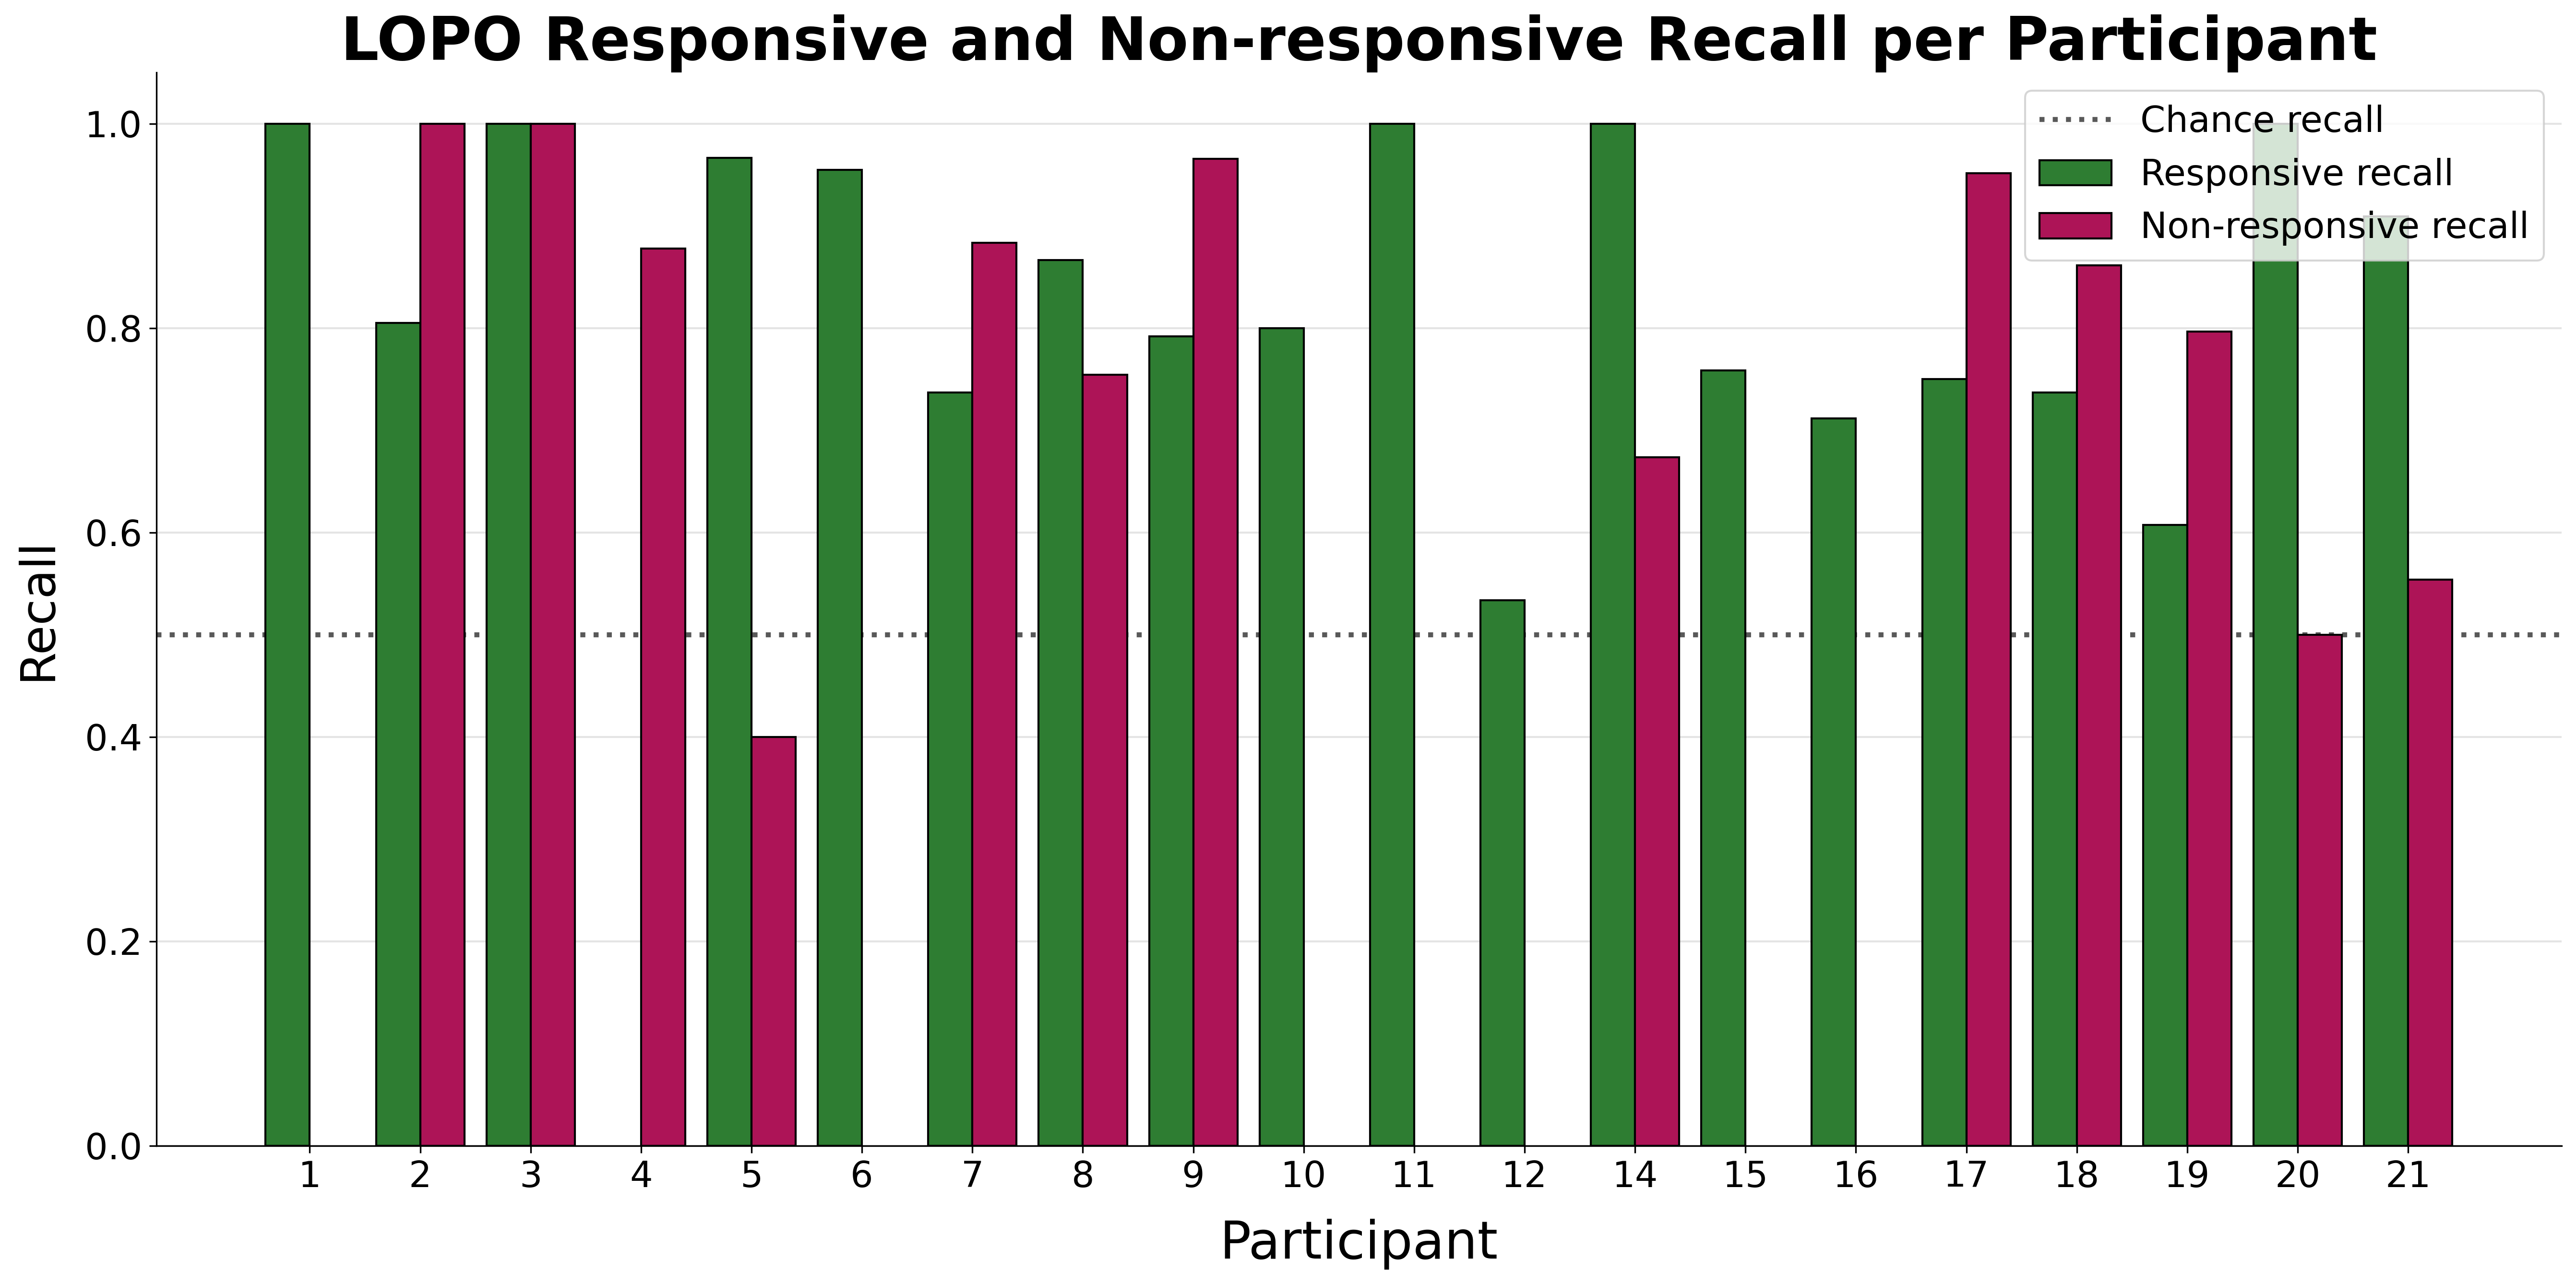 LOPO Responsive and Non-responsive Recall per Participant
Chance recall
Responsive recall
Non-responsive recall
1.0
0.8
0.6
0.4
0.2
0.0
Recall
1 2 3 4 5 6 7 8 9 10 11 12 14 15 16 17 18 19 20 21
Participant